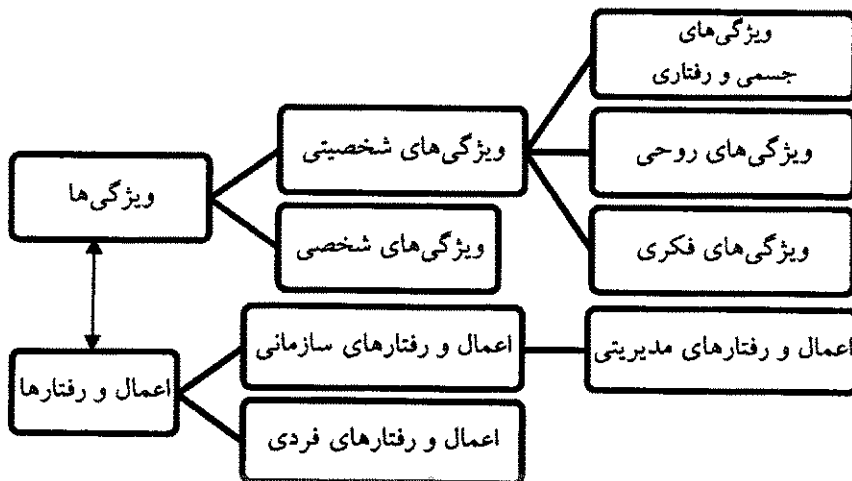 ویژگی‌های
جسمی و رفتاری
ویژگی‌های شخصیتی
ویژگی‌های روحی
ویژگی‌ها
ویژگی‌های شخصی
ویژگی‌های فکری
اعمال و رفتارهای سازمانی
اعمال و رفتارهای مدیریتی
اعمال و رفتارها
اعمال و رفتارهای فردی